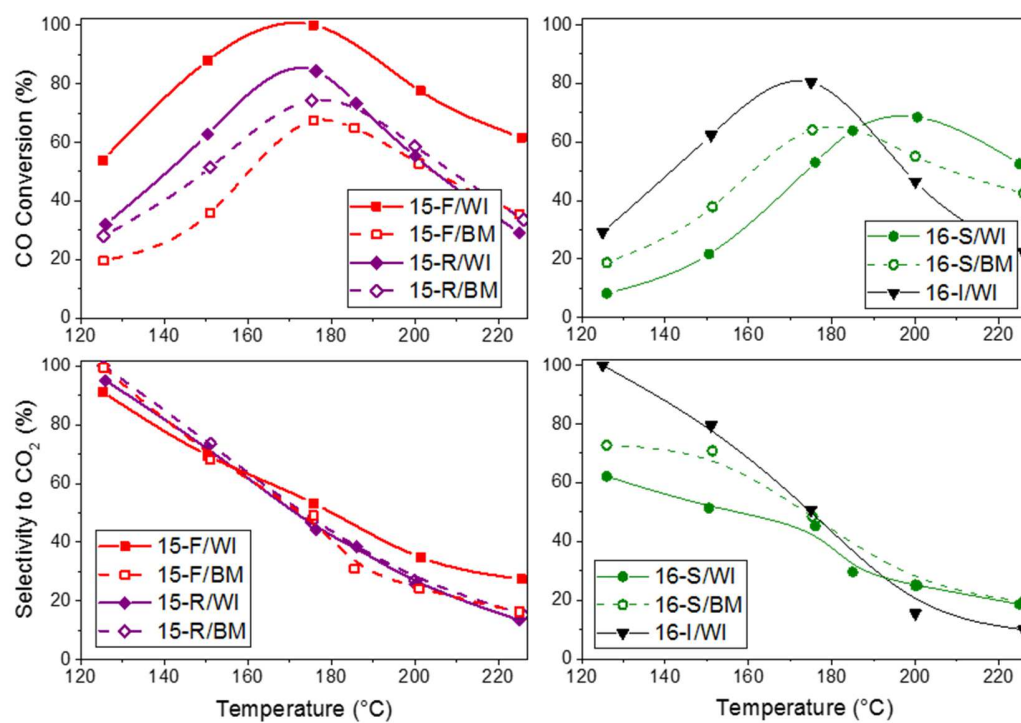 CO Conversion (%)
100
80
60
40
20
0
15-F/WI
15-F/BM
15-R/WI
15-R/BM
120 140 160 180 200 220
100
80
60
40
20
0
16-S/WI
16-S/BM
16-I/WI
120 140 160 180 200 220
Selectivity to CO₂ (%)
100
80
60
40
20
0
15-F/WI
15-F/BM
15-R/WI
15-R/BM
120 140 160 180 200 220
Temperature (°C)
100
80
60
40
20
0
16-S/WI
16-S/BM
16-I/WI
120 140 160 180 200 220
Temperature (°C)